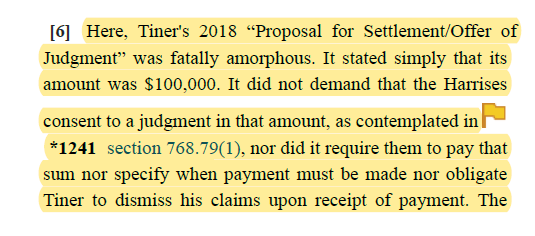 [6] Here, Tiner's 2018 “Proposal for Settlement/Offer of
Judgment” was fatally amorphous. It stated simply that its
amount was $100,000. It did not demand that the Harrises
consent to a judgment in that amount, as contemplated in
*1241 section 768.79(1), nor did it require them to pay that
sum nor specify when payment must be made nor obligate
Tiner to dismiss his claims upon receipt of payment. The